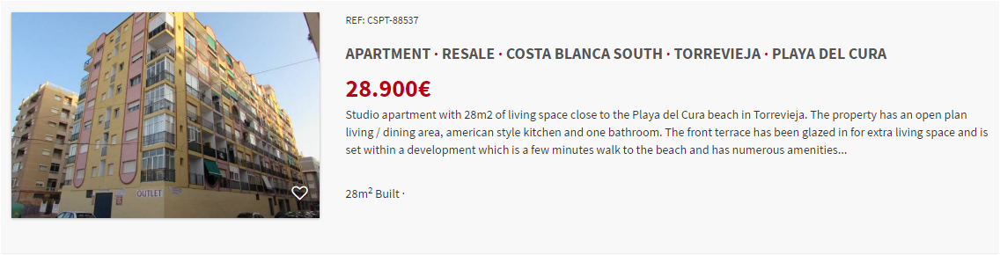 REF: CSPT-88537
APARTMENT · RESALE · COSTA BLANCA SOUTH · TORREVIEJA · PLAYA DEL CURA
28.900€
Studio apartment with 28m2 of living space close to the Playa del Cura beach in Torrevieja. The property has an open plan
living / dining area, american style kitchen and one bathroom. The front terrace has been glazed in for extra living space and is
set within a development which is a few minutes walk to the beach and has numerous amenities...
OUTLET
28m² Built ·